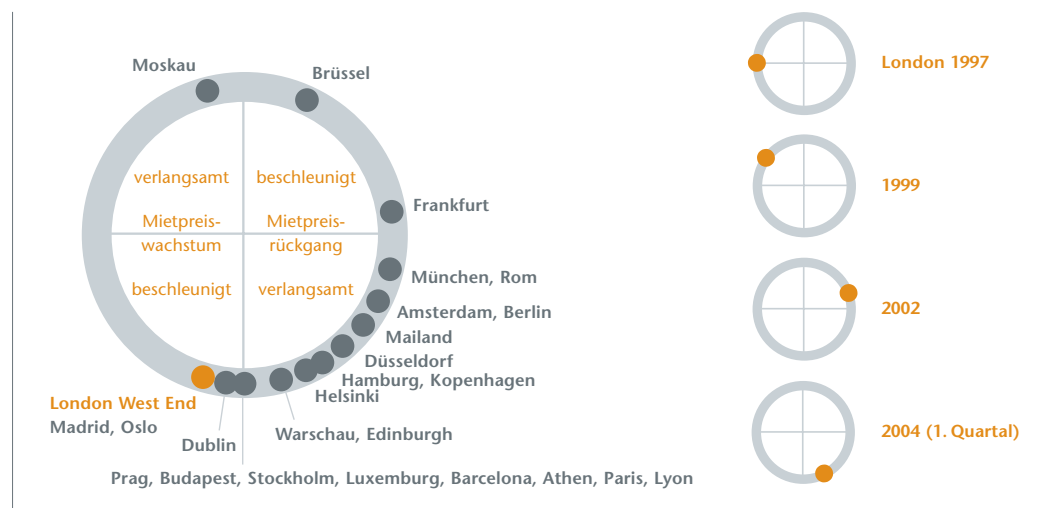 Moskau
Brüssel
verlangsamt
beschleunigt
Frankfurt
Mietpreis-
wachstum
Mietpreis-
rückgang
München, Rom
beschleunigt
verlangsamt
Amsterdam, Berlin
Mailand
Düsseldorf
Hamburg, Kopenhagen
Helsinki
London West End
Madrid, Oslo
Dublin
Warschau, Edinburgh
Prag, Budapest, Stockholm, Luxemburg, Barcelona, Athen, Paris, Lyon
London 1997
1999
2002
2004 (1. Quartal)